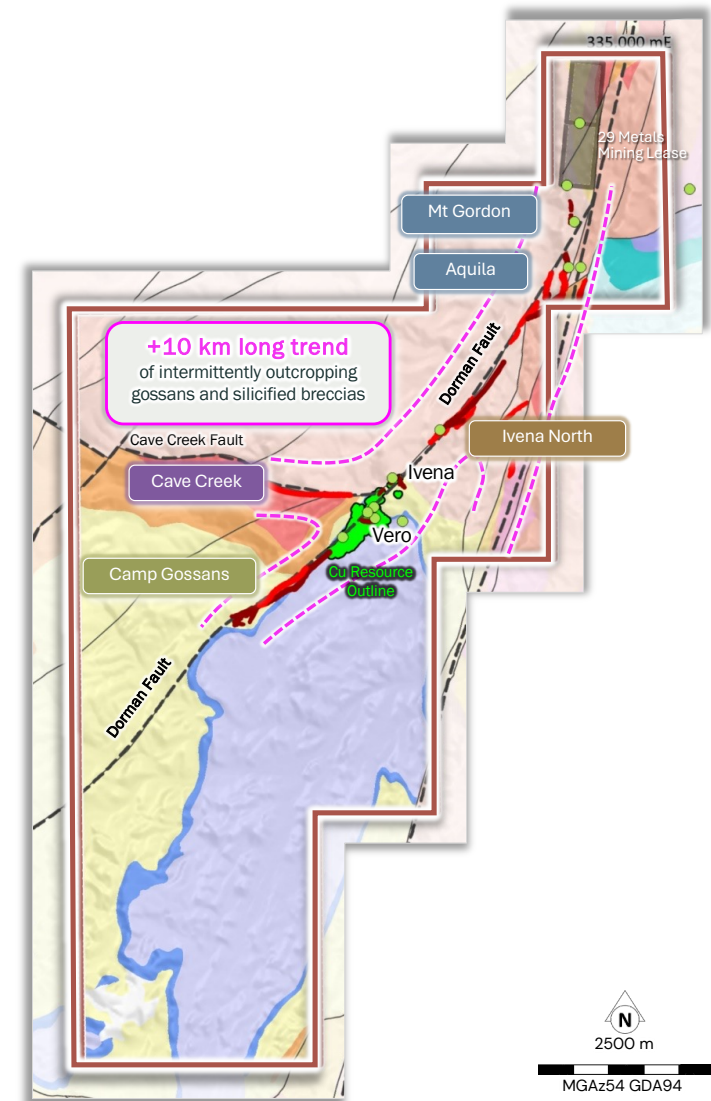 335 000 mE
29 Metals
Mining Lease
Mt Gordon
Aquila
+10 km long trend
of intermittently outcropping
gossans and silicified breccias
Dorman Fault
Cave Creek Fault
Ivena North
Ivena
Cave Creek
Vero
Camp Gossans
Cu Resource
Outline
Dorman Fault
N
2500 m
MGAz54 GDA94